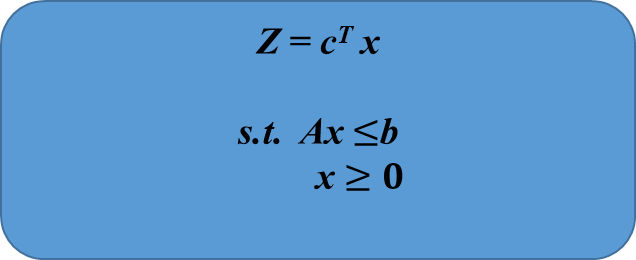 Z = cᵀ x
s.t. Ax ≤b
x ≥ 0